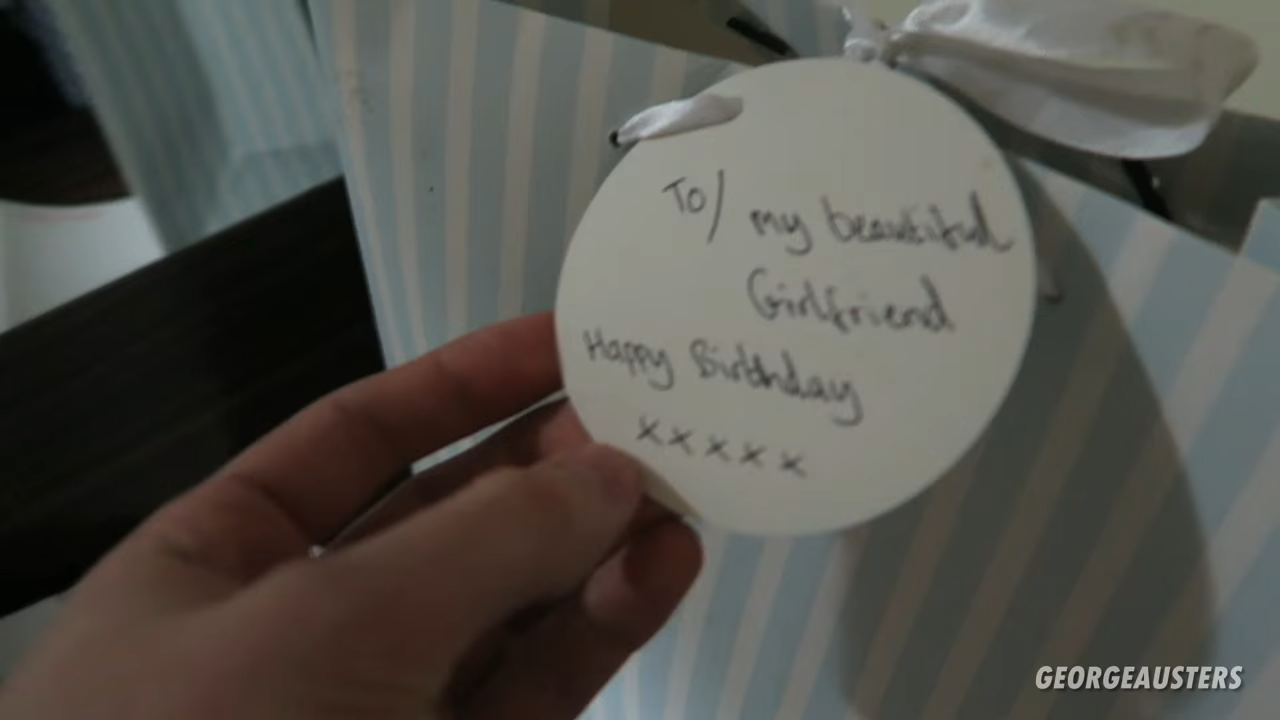 To/ my beautiful
Girlfriend
Happy Birthday
xxxxx
GEORGEAUSTERS